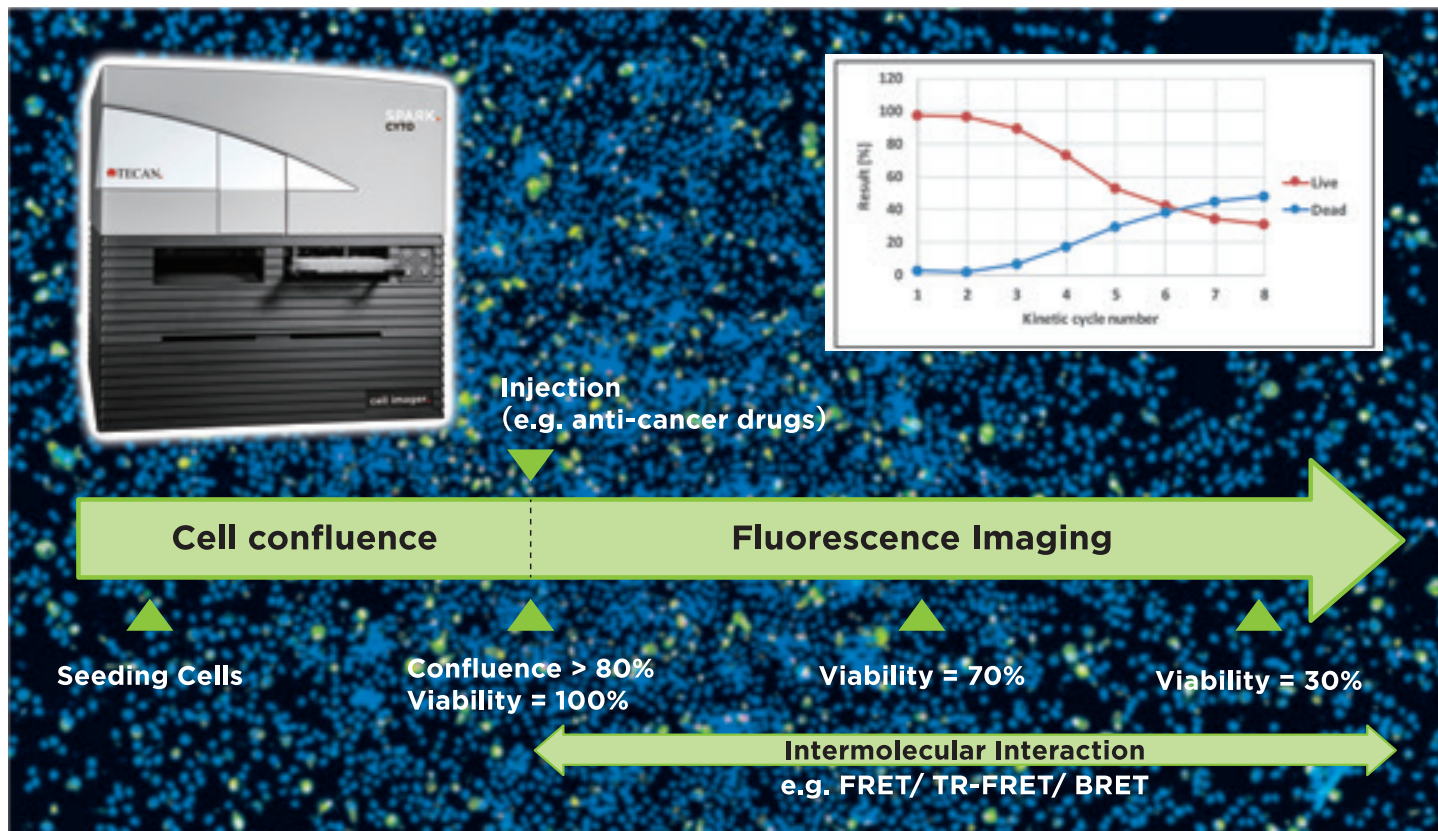 SPARK.
CYTO
TECAN.
cell imager.
120
100
80
60
40
20
0
Result [%]
1 2 3 4 5 6 7 8
Kinetic cycle number
Live
Dead
Injection
(e.g. anti-cancer drugs)
Cell confluence
Fluorescence Imaging
Seeding Cells
Confluence > 80%
Viability = 100%
Viability = 70%
Viability = 30%
Intermolecular Interaction
e.g. FRET/ TR-FRET/ BRET